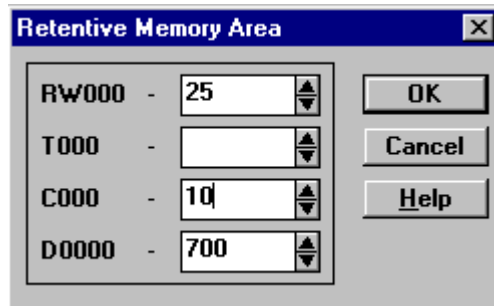 Retentive Memory Area
RW000 - 25 OK
T000 - Cancel
C000 - 10 Help
D0000 - 700